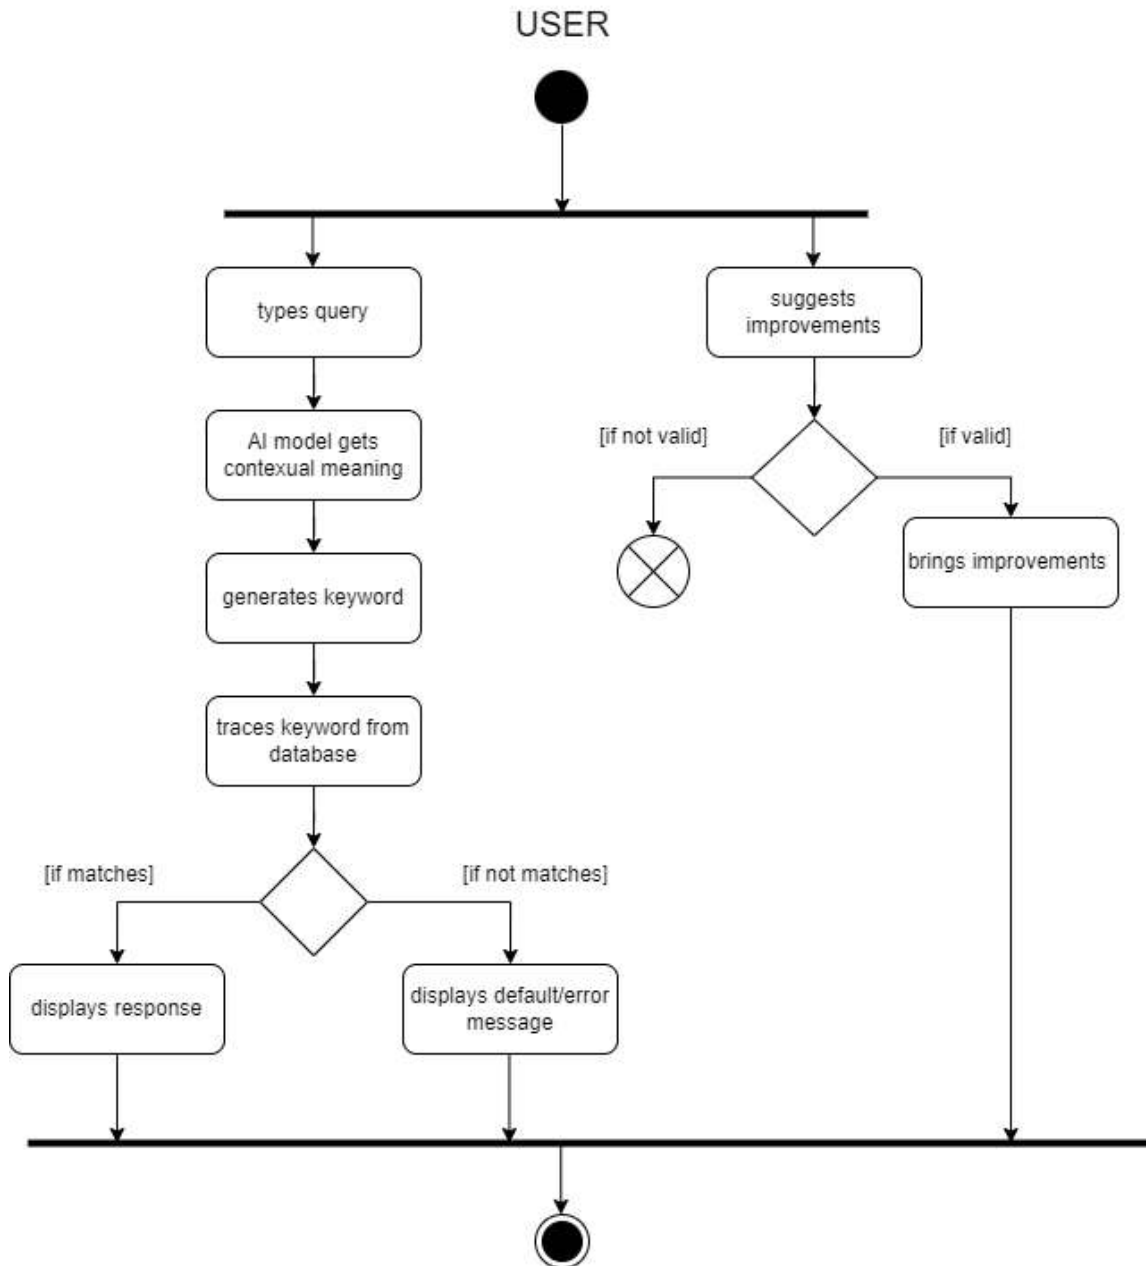 USER
types query
suggests
improvements
AI model gets
contexual meaning
[if not valid]
[if valid]
generates keyword
brings improvements
traces keyword from
database
[if matches]
[if not matches]
displays response
displays default/error
message